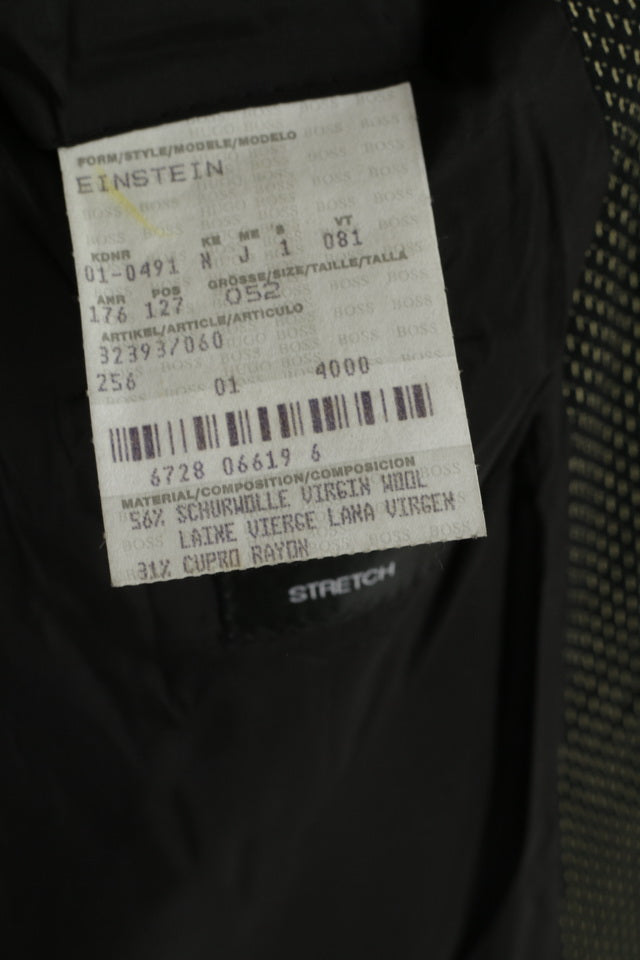 FORM/STYLE/MODELE/MODELO
EINSTEIN
KDNR KE ME 'S VT
01-0491 N J 1 081
ANR POS GRÖSSE/SIZE/TAILLE/TALLA
176 127 052
ARTIKEL/ARTICLE/ARTICULO
32393/060
256 01 4000
6728 06619 6
MATERIAL/COMPOSITION/COMPOSICION
56% SCHURWOLLE VIRGIN WOOL
LAINE VIERGE LANA VIRGEN
31% CUPRO RAYON
STRETCH